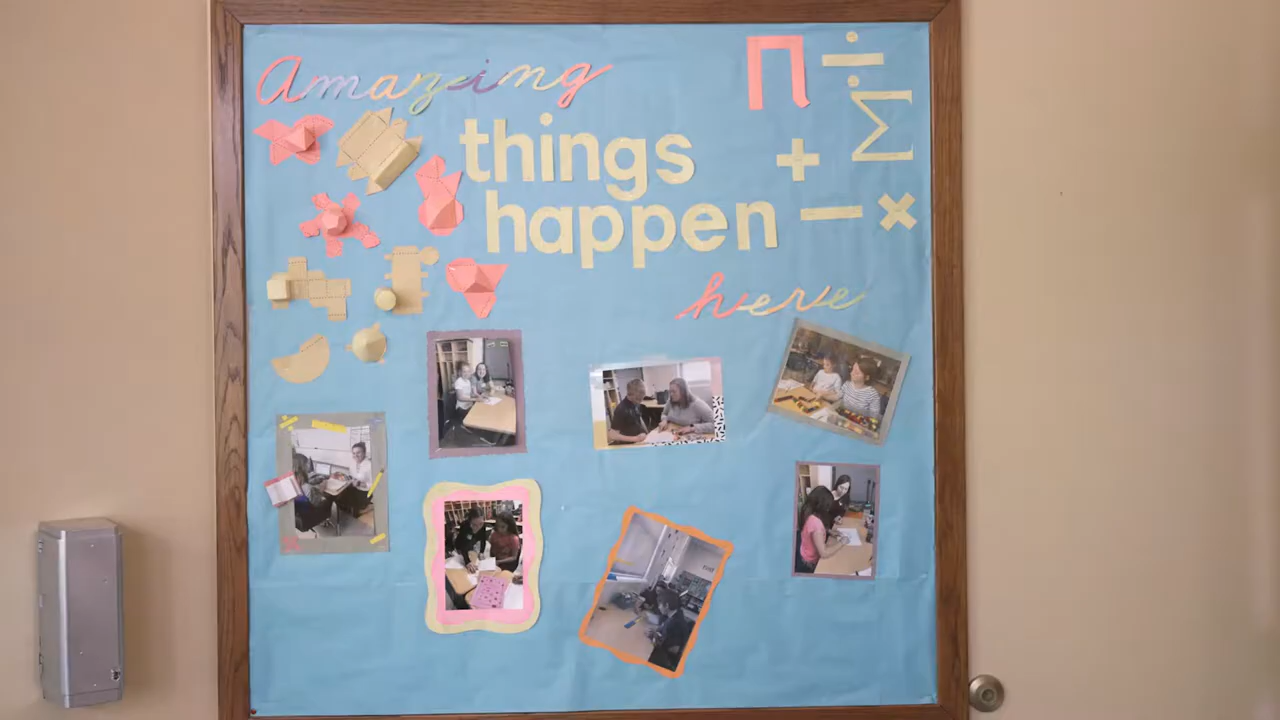 Amazing
things
happen
here
Π
÷
Σ
+
−
×